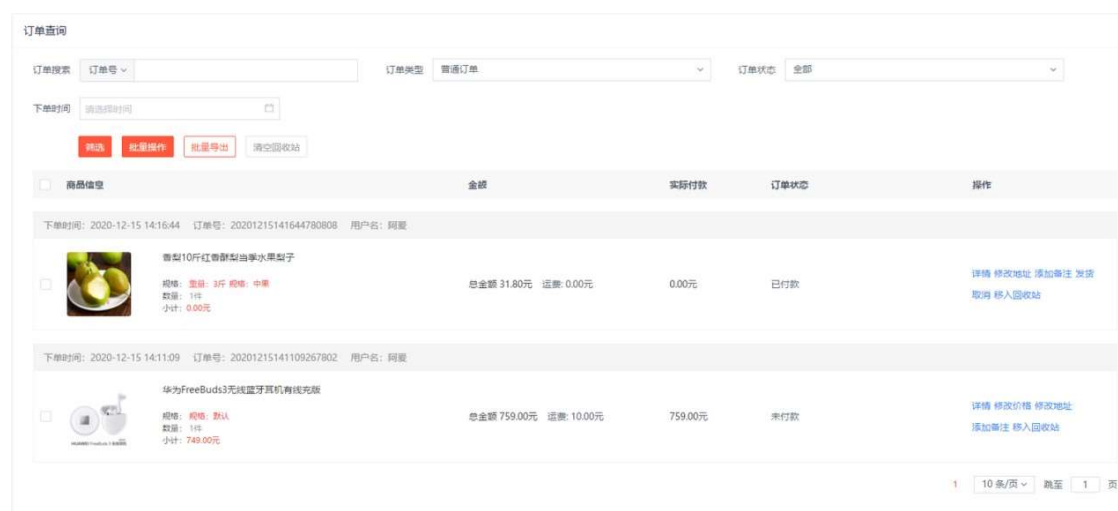 订单查询
订单搜索 订单号 订单类型 普通订单 订单状态 全部
下单时间 请选择时间
筛选 批量操作 批量导出 清空回收站
商品信息 金额 实际付款 订单状态 操作
下单时间：2020-12-15 14:16:44 订单号：20201215141644780808 用户名：阿爱
香梨10斤红香酥梨当季水果梨子
规格：重量：3斤 规格：中果
数量：1件
小计：0.00元
总金额 31.80元 运费: 0.00元 0.00元 已付款
详情 修改地址 添加备注 发货
取消 移入回收站
下单时间：2020-12-15 14:11:09 订单号：20201215141109267802 用户名：阿爱
华为FreeBuds3无线蓝牙耳机有线充版
规格：规格：默认
数量：1件
小计：749.00元
总金额 759.00元 运费: 10.00元 759.00元 未付款
详情 修改价格 修改地址
添加备注 移入回收站
1 10 条/页 跳至 1 页